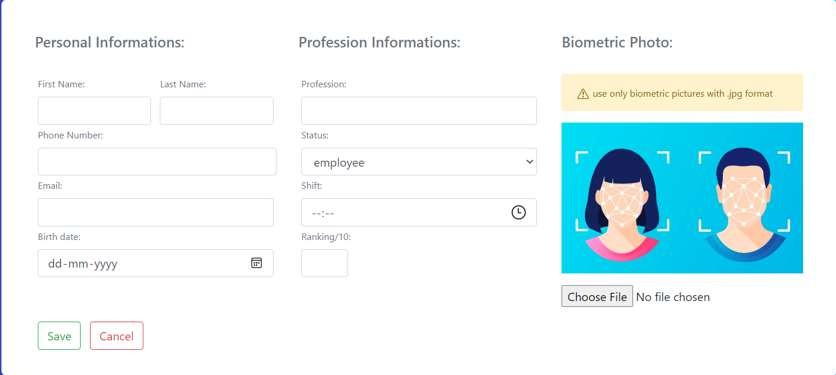 Personal Informations:
First Name:
Last Name:
Phone Number:
Email:
Birth date:
dd-mm-yyyy
Profession Informations:
Profession:
Status:
employee
Shift:
--:--
Ranking/10:
Biometric Photo:
use only biometric pictures with .jpg format
Choose File No file chosen
Save
Cancel